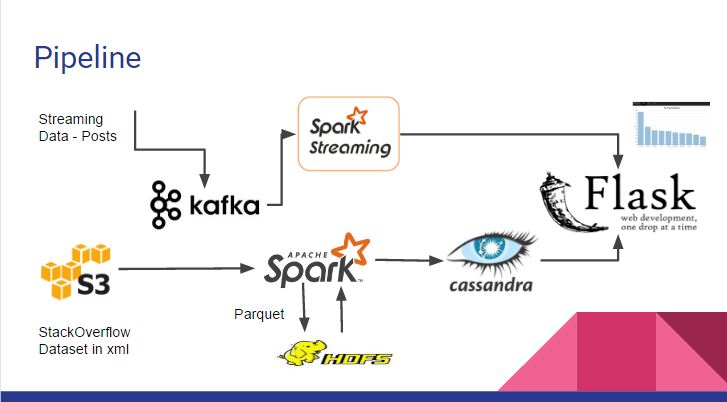 Pipeline
Streaming
Data - Posts
Spark
Streaming
kafka
Flask
web development,
one drop at a time
S3
APACHE
Spark™
cassandra
StackOverflow
Dataset in xml
Parquet
HDFS